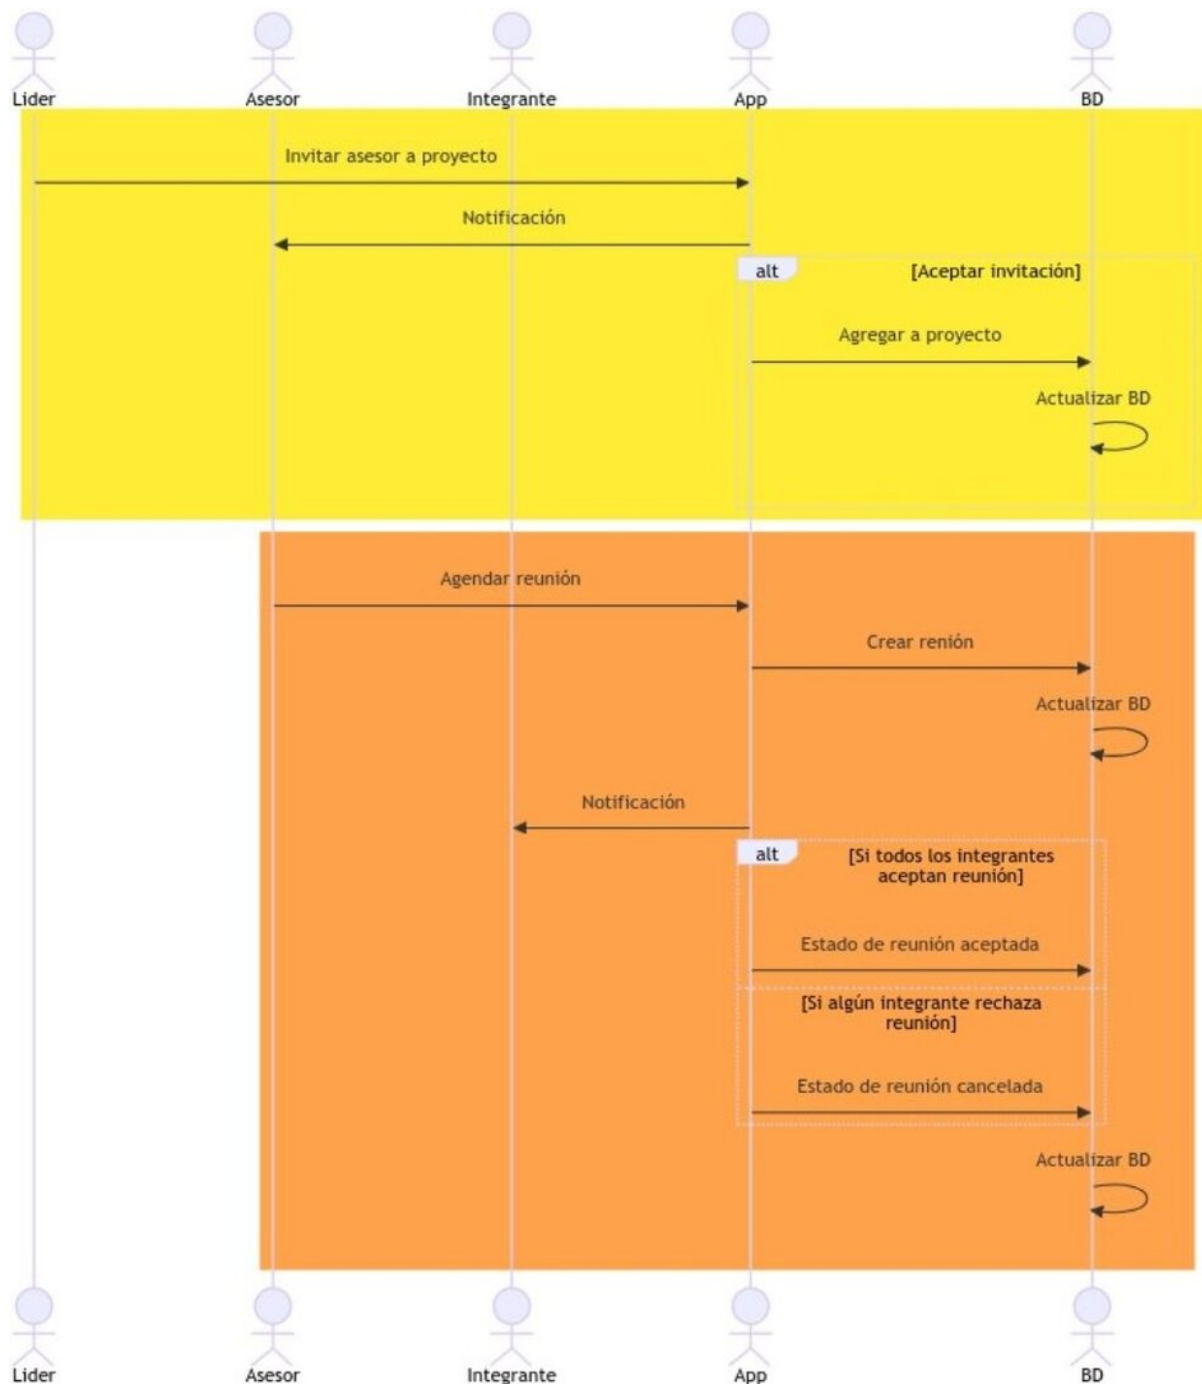 Lider
Asesor
Integrante
App
BD
Invitar asesor a proyecto
Notificación
alt
[Aceptar invitación]
Agregar a proyecto
Actualizar BD
Agendar reunión
Crear renión
Actualizar BD
Notificación
alt
[Si todos los integrantes
aceptan reunión]
Estado de reunión aceptada
[Si algún integrante rechaza
reunión]
Estado de reunión cancelada
Actualizar BD
Lider
Asesor
Integrante
App
BD